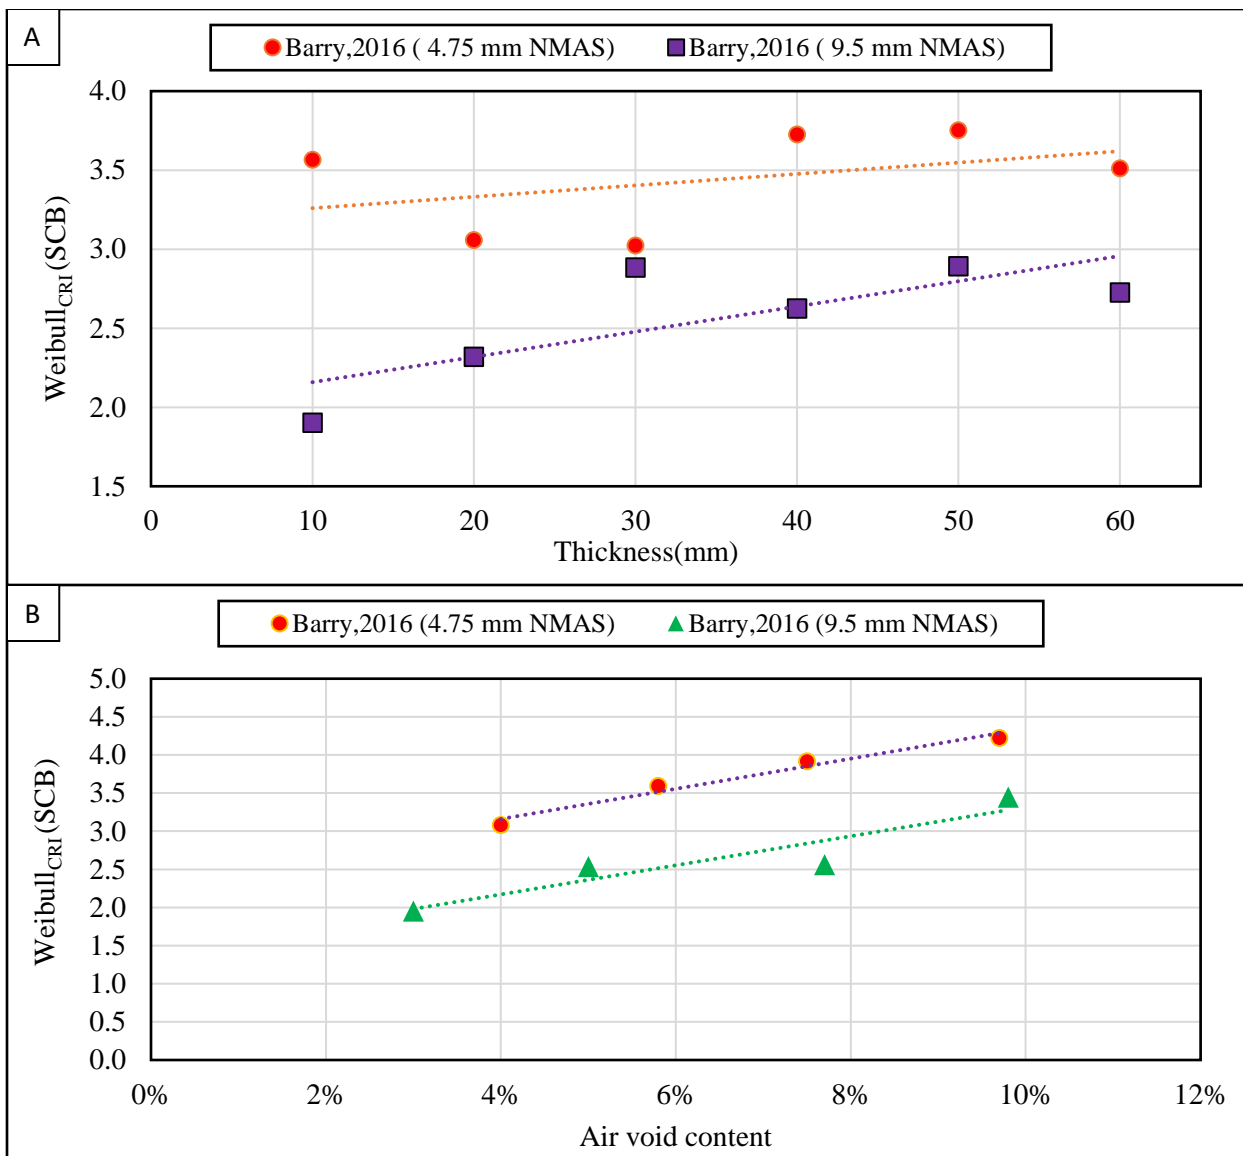 A
Barry,2016 ( 4.75 mm NMAS) Barry,2016 ( 9.5 mm NMAS)
4.0
3.5
3.0
2.5
2.0
1.5
Weibull_CRI(SCB)
0 10 20 30 40 50 60
Thickness(mm)
B
Barry,2016 (4.75 mm NMAS) Barry,2016 (9.5 mm NMAS)
5.0
4.5
4.0
3.5
3.0
2.5
2.0
1.5
1.0
0.5
0.0
Weibull_CRI(SCB)
0% 2% 4% 6% 8% 10% 12%
Air void content